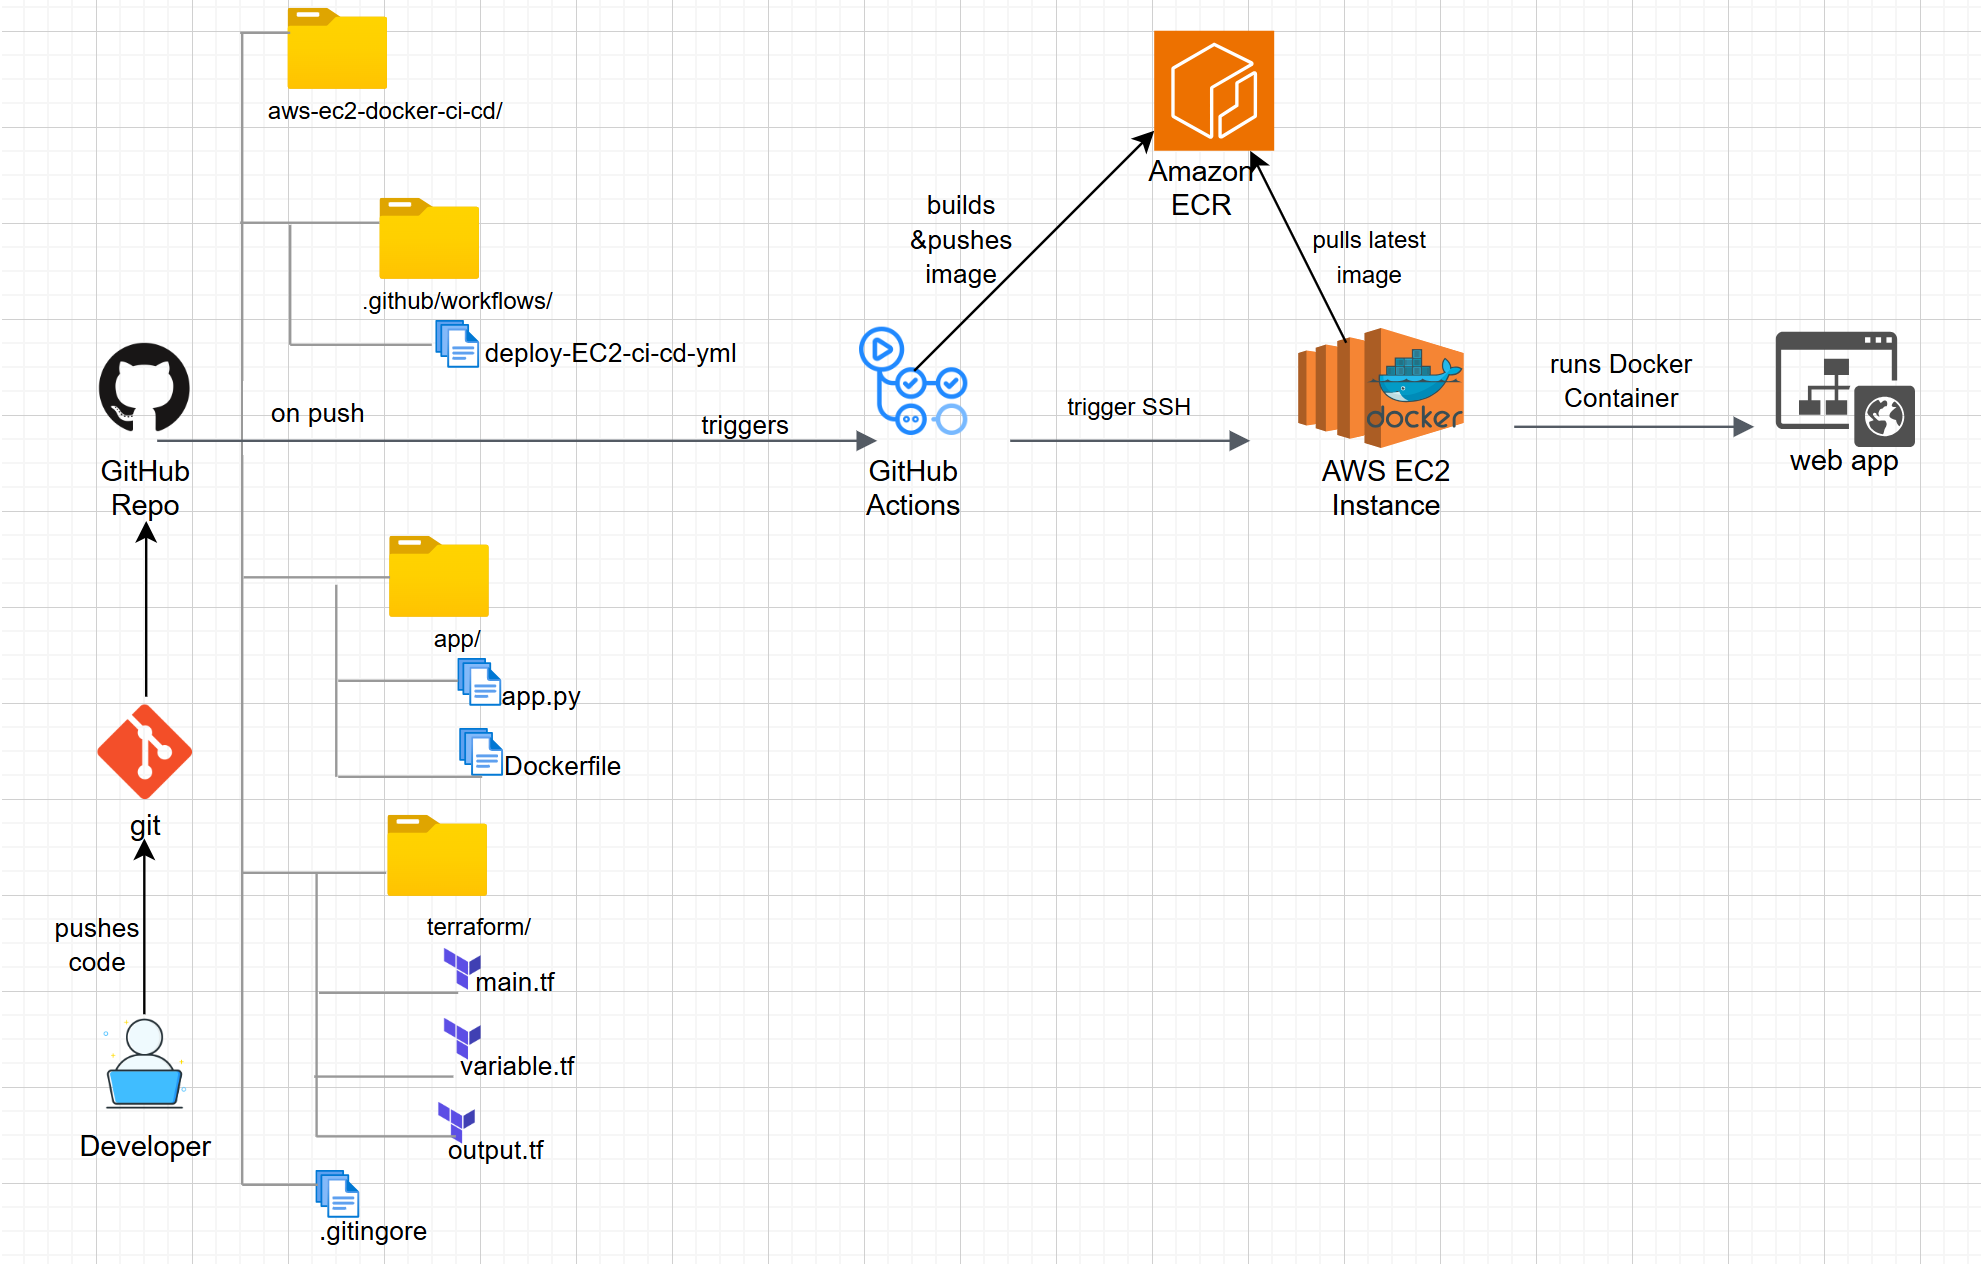 aws-ec2-docker-ci-cd/
.github/workflows/
deploy-EC2-ci-cd-yml
GitHub
Repo
on push
triggers
GitHub
Actions
builds
&pushes
image
Amazon
ECR
pulls latest
image
trigger SSH
docker
AWS EC2
Instance
runs Docker
Container
web app
app/
app.py
Dockerfile
git
terraform/
main.tf
variable.tf
output.tf
.gitingore
pushes
code
Developer